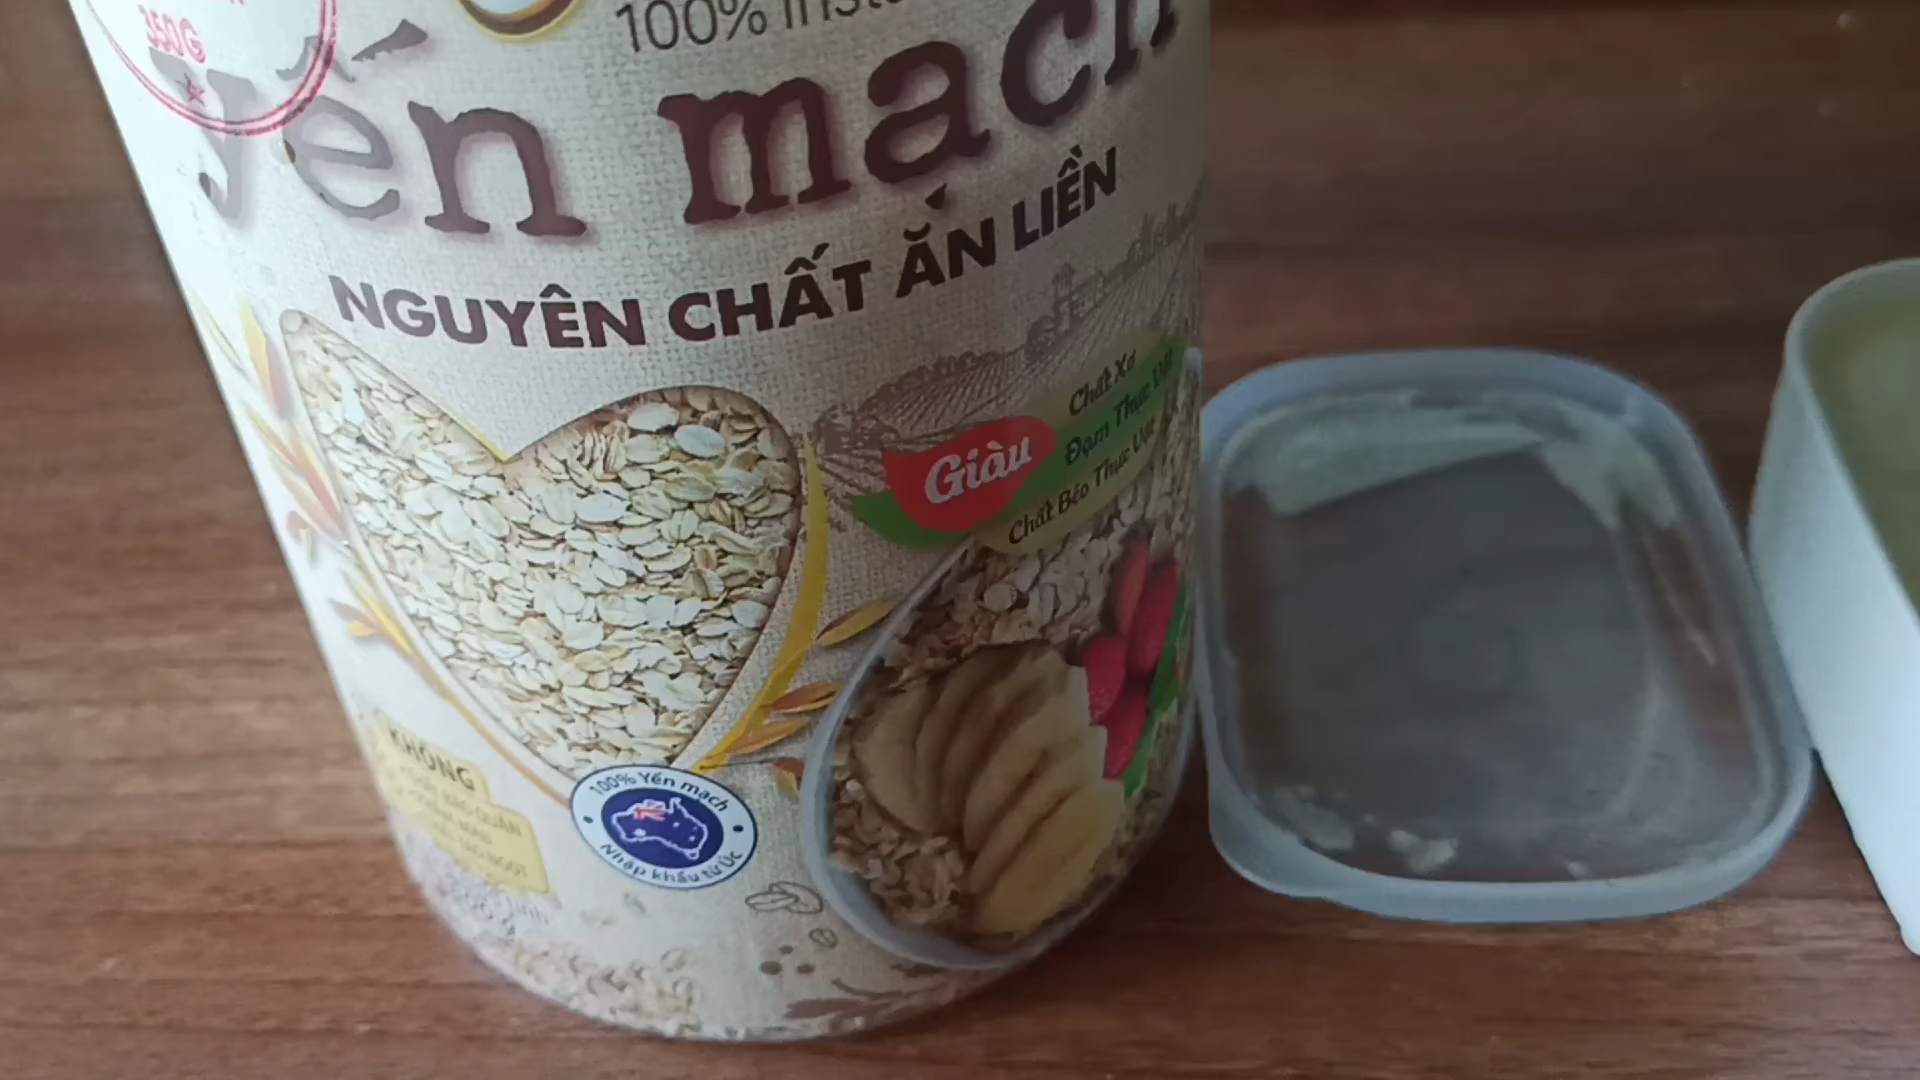 350G
100%
Yến mạch
NGUYÊN CHẤT ĂN LIỀN
Giàu
Chất Xơ
Đạm Thực Vật
Chất Béo Thực Vật
KHÔNG
100% Yến mạch
Nhập khẩu từ Úc